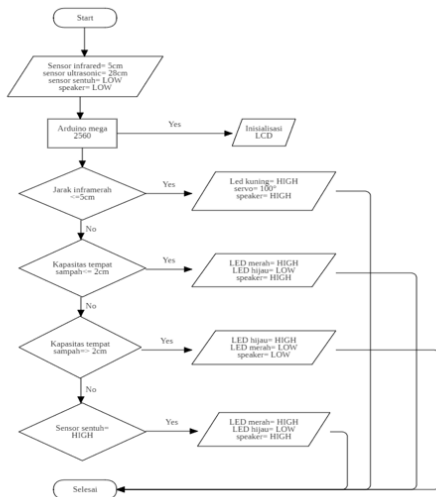 Start
Sensor infrared= 5cm
sensor ultrasonic= 28cm
sensor sentuh= LOW
speaker= LOW
Arduino mega
2560
Yes
Inisialisasi
LCD
Jarak inframerah
<=5cm
Yes
Led kuning= HIGH
servo= 100°
speaker= HIGH
No
Kapasitas tempat
sampah<= 2cm
Yes
LED merah= HIGH
LED hijau= LOW
speaker= HIGH
No
Kapasitas tempat
sampah=> 2cm
Yes
LED hijau= HIGH
LED merah= LOW
speaker= LOW
No
Sensor sentuh=
HIGH
Yes
LED merah= HIGH
LED hijau= LOW
speaker= HIGH
Selesai